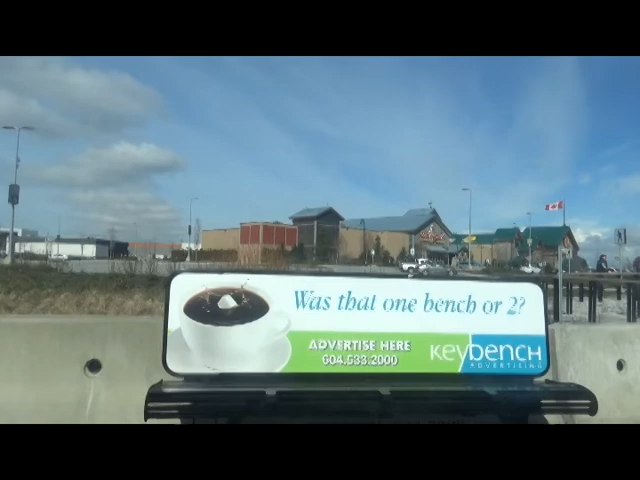 Was that one bench or 2?
ADVERTISE HERE
604.533.2000
keybench
ADVERTISING